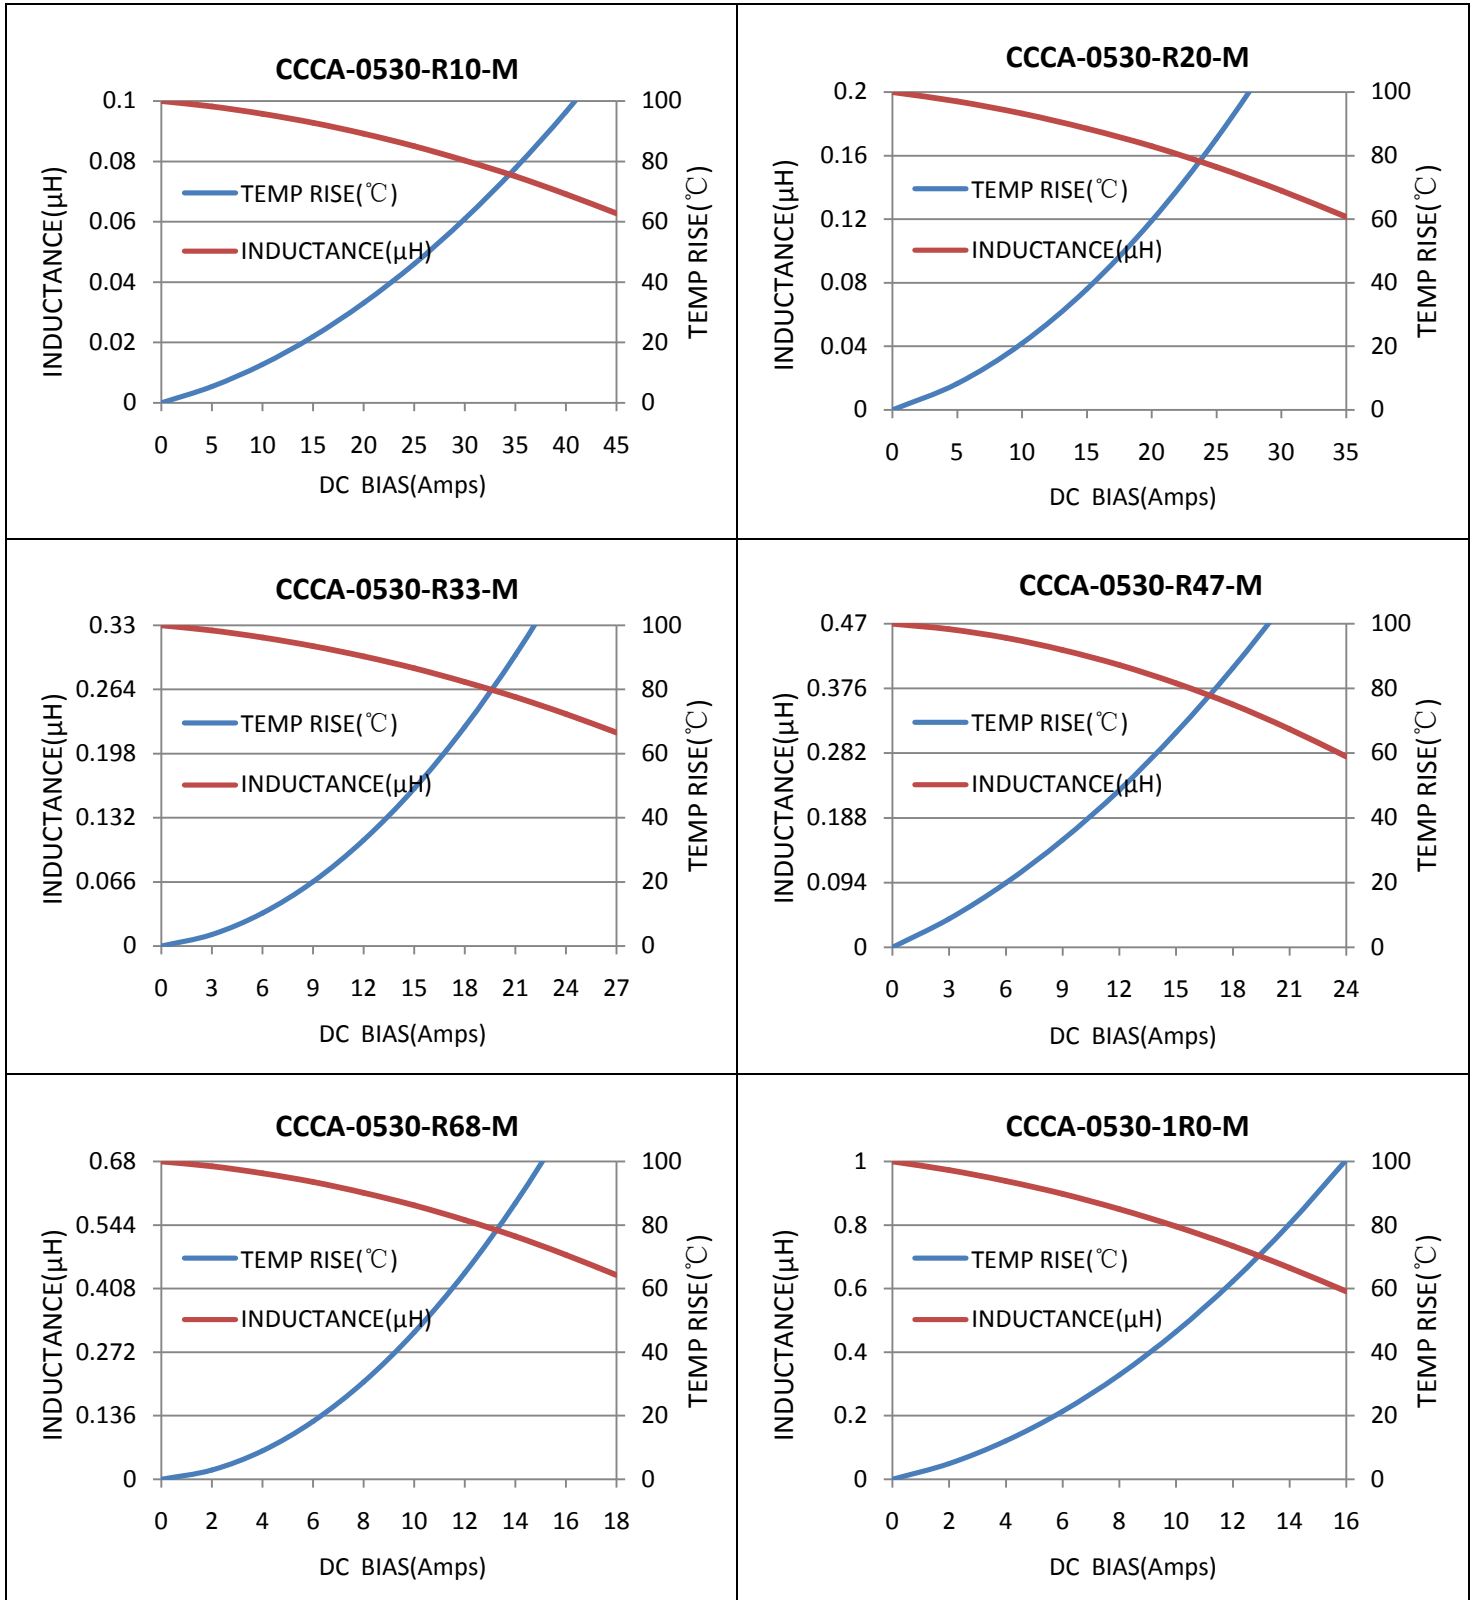 CCCA-0530-R10-M
0.1
0.08
0.06
0.04
0.02
0
100
80
60
40
20
0
INDUCTANCE(μH)
TEMP RISE(℃)
TEMP RISE(℃)
INDUCTANCE(μH)
0 5 10 15 20 25 30 35 40 45
DC BIAS(Amps)
CCCA-0530-R20-M
0.2
0.16
0.12
0.08
0.04
0
100
80
60
40
20
0
INDUCTANCE(μH)
TEMP RISE(℃)
TEMP RISE(℃)
INDUCTANCE(μH)
0 5 10 15 20 25 30 35
DC BIAS(Amps)
CCCA-0530-R33-M
0.33
0.264
0.198
0.132
0.066
0
100
80
60
40
20
0
INDUCTANCE(μH)
TEMP RISE(℃)
TEMP RISE(℃)
INDUCTANCE(μH)
0 3 6 9 12 15 18 21 24 27
DC BIAS(Amps)
CCCA-0530-R47-M
0.47
0.376
0.282
0.188
0.094
0
100
80
60
40
20
0
INDUCTANCE(μH)
TEMP RISE(℃)
TEMP RISE(℃)
INDUCTANCE(μH)
0 3 6 9 12 15 18 21 24
DC BIAS(Amps)
CCCA-0530-R68-M
0.68
0.544
0.408
0.272
0.136
0
100
80
60
40
20
0
INDUCTANCE(μH)
TEMP RISE(℃)
TEMP RISE(℃)
INDUCTANCE(μH)
0 2 4 6 8 10 12 14 16 18
DC BIAS(Amps)
CCCA-0530-1R0-M
1
0.8
0.6
0.4
0.2
0
100
80
60
40
20
0
INDUCTANCE(μH)
TEMP RISE(℃)
TEMP RISE(℃)
INDUCTANCE(μH)
0 2 4 6 8 10 12 14 16
DC BIAS(Amps)